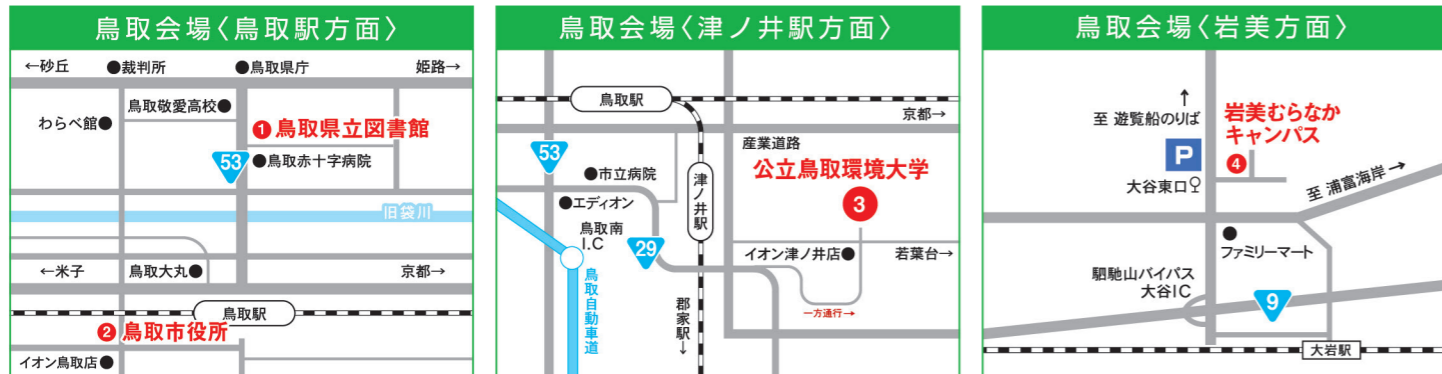 鳥取会場〈鳥取駅方面〉
←砂丘
●裁判所
●鳥取県庁
姫路→
鳥取敬愛高校●
わらべ館●
❶鳥取県立図書館
53
●鳥取赤十字病院
旧袋川
←米子
鳥取大丸●
京都→
鳥取駅
❷鳥取市役所
イオン鳥取店●
鳥取会場〈津ノ井駅方面〉
鳥取駅
京都→
産業道路
53
●市立病院
公立鳥取環境大学
3
津ノ井駅
●エディオン
鳥取南
I.C
29
イオン津ノ井店●
若葉台→
鳥取自動車道
郡家駅↓
一方通行→
鳥取会場〈岩美方面〉
↑
至 遊覧船のりば
岩美むらなか
キャンパス
P
4
大谷東口
至 浦富海岸→
●
ファミリーマート
駟馳山バイパス
大谷IC
9
大岩駅